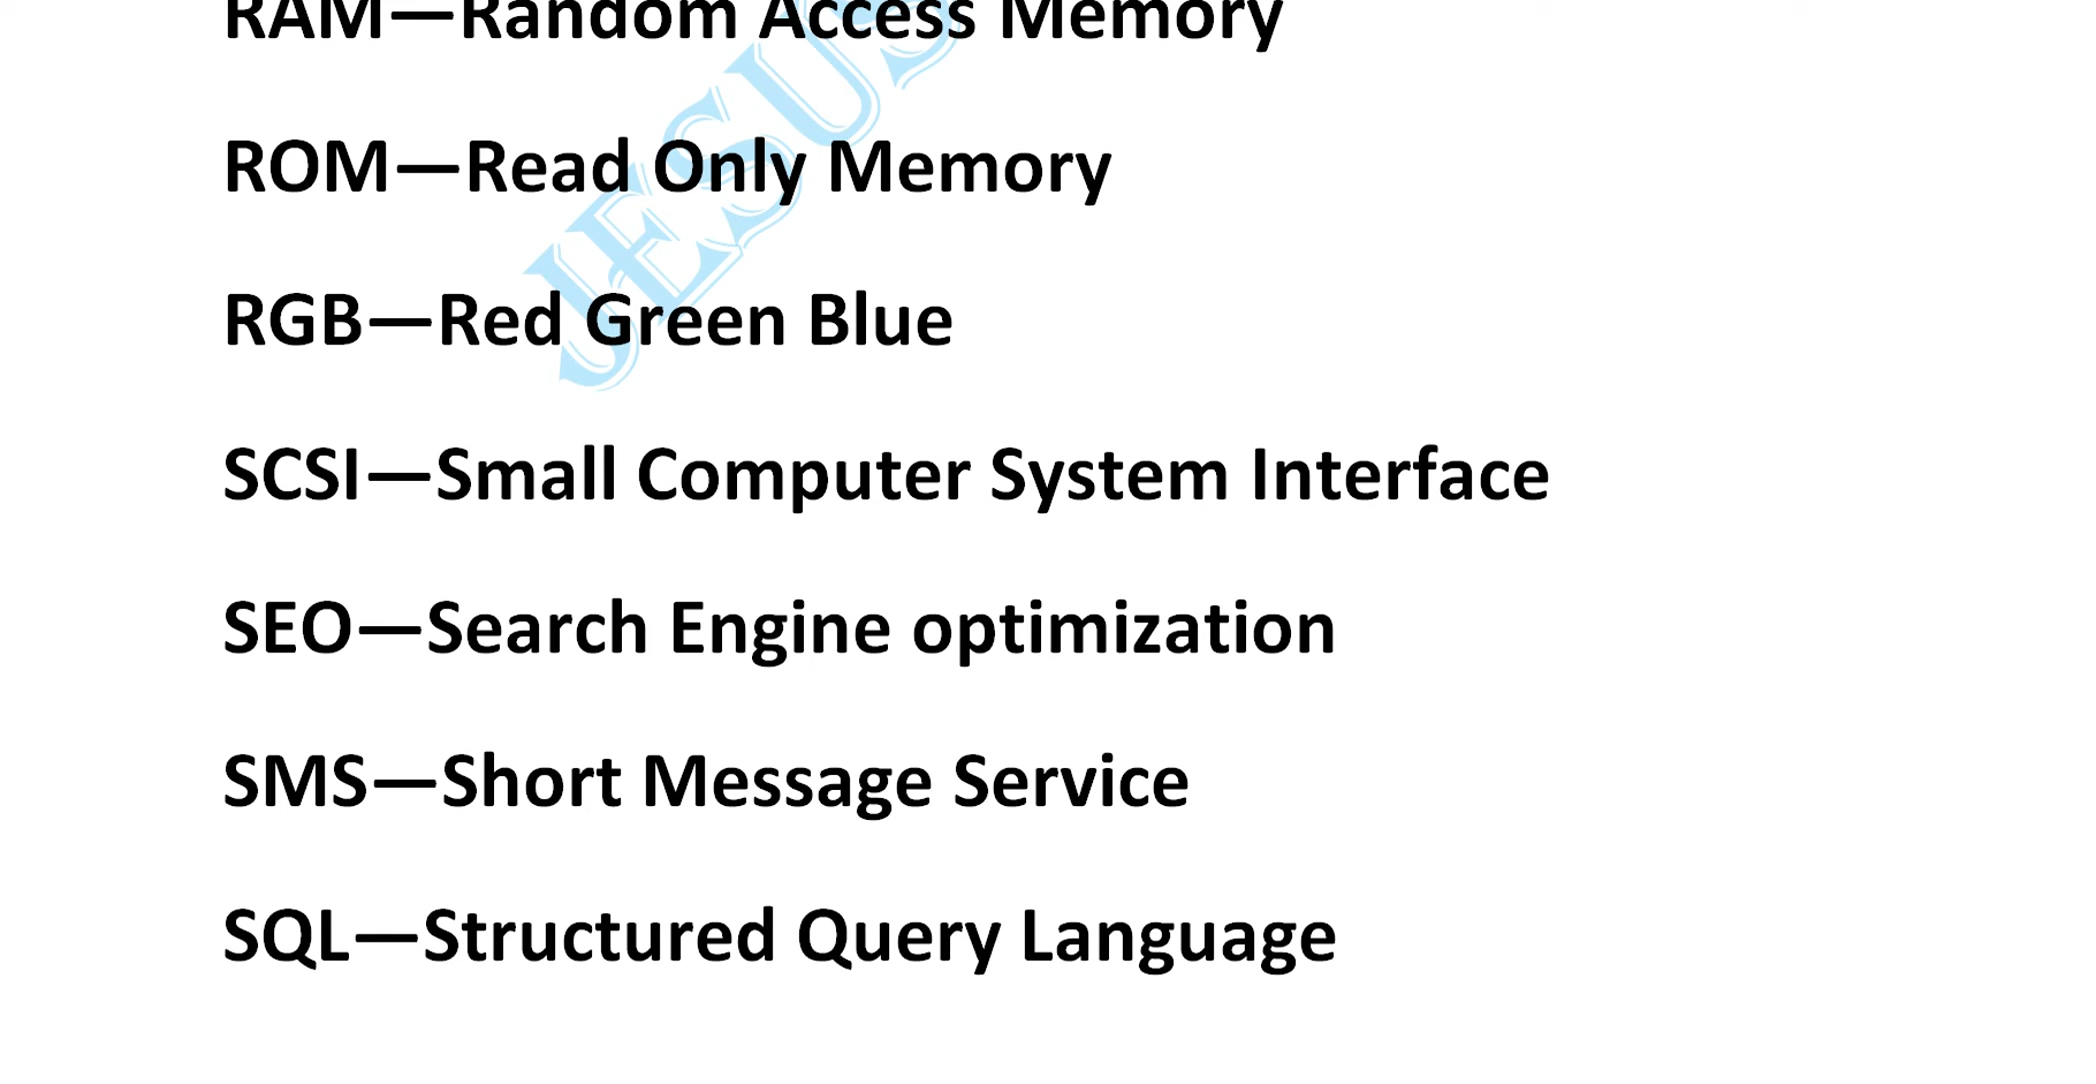 RAM—Random Access Memory
ROM—Read Only Memory
RGB—Red Green Blue
SCSI—Small Computer System Interface
SEO—Search Engine optimization
SMS—Short Message Service
SQL—Structured Query Language
JESUS